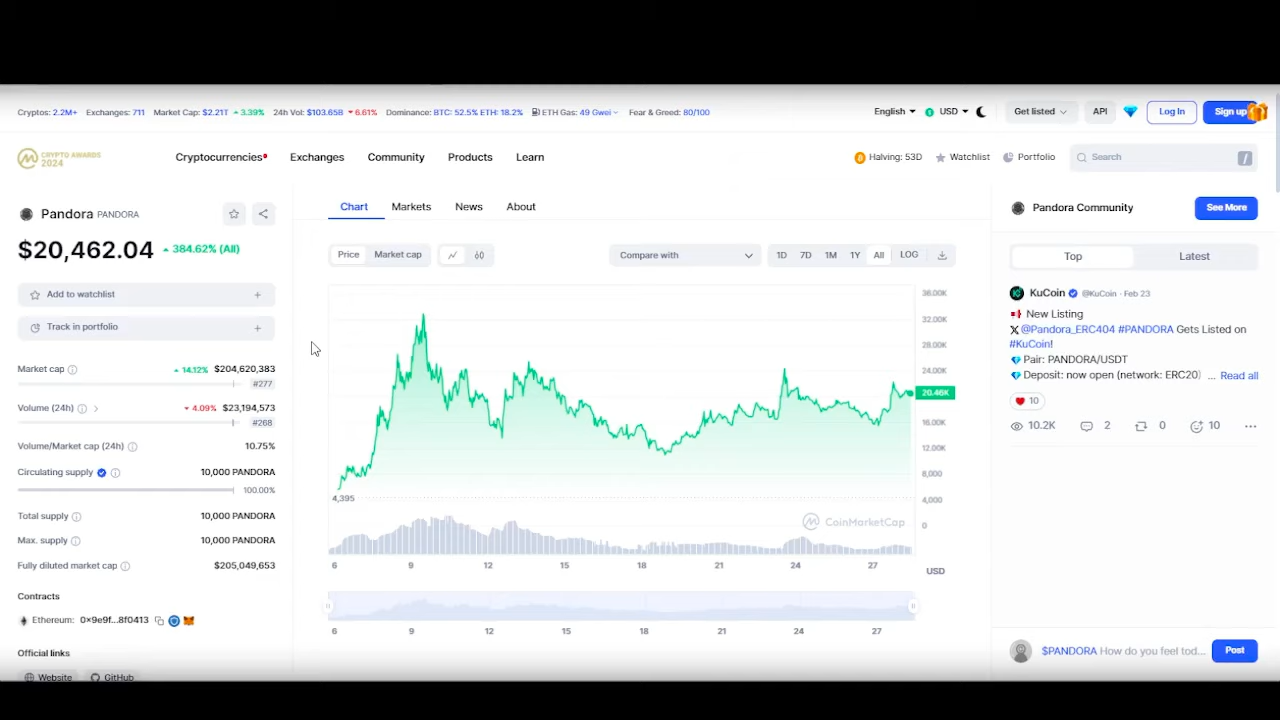 Cryptos: 2.2M+ Exchanges: 711 Market Cap: $2.21T 3.39% 24h Vol: $103.65B 6.61% Dominance: BTC: 52.5% ETH: 18.2% ETH Gas: 49 Gwei Fear & Greed: 80/100
English USD Get listed API Log In Sign up
CRYPTO AWARDS
2024
Cryptocurrencies Exchanges Community Products Learn
Halving: 53D Watchlist Portfolio Search /
Pandora PANDORA
$20,462.04 384.62% (All)
Add to watchlist +
Track in portfolio +
Market cap 14.12% $204,620,383
#277
Volume (24h) 4.09% $23,194,573
#268
Volume/Market cap (24h) 10.75%
Circulating supply 10,000 PANDORA
100.00%
Total supply 10,000 PANDORA
Max. supply 10,000 PANDORA
Fully diluted market cap $205,049,653
Contracts
Ethereum: 0x9e9f...8f0413
Official links
Website GitHub
Chart Markets News About
Price Market cap
Compare with
1D 7D 1M 1Y All LOG
36.00K
32.00K
28.00K
24.00K
20.46K
16.00K
12.00K
8,000
4,000
0
4,395
CoinMarketCap
6 9 12 15 18 21 24 27
USD
6 9 12 15 18 21 24 27
Pandora Community See More
Top Latest
KuCoin @KuCoin · Feb 23
New Listing
@Pandora_ERC404 #PANDORA Gets Listed on
#KuCoin!
Pair: PANDORA/USDT
Deposit: now open (network: ERC20) ... Read all
10
10.2K 2 0 10
$PANDORA How do you feel tod... Post